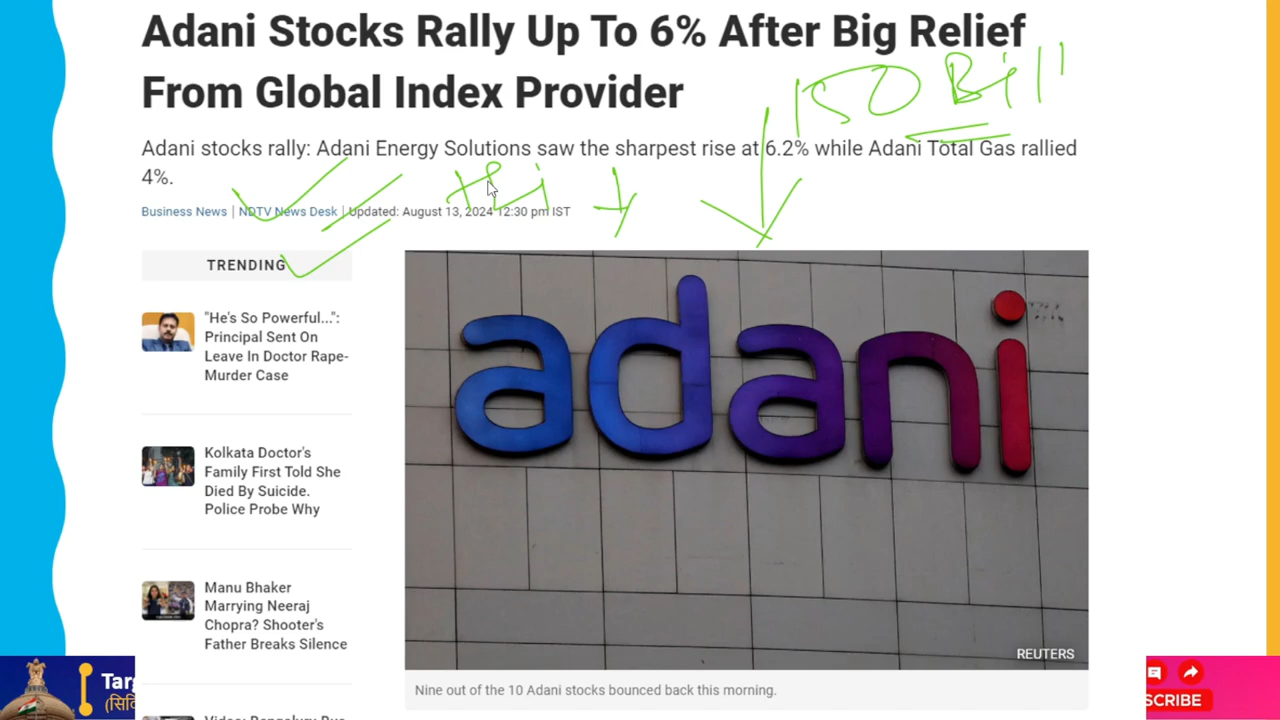 Adani Stocks Rally Up To 6% After Big Relief
From Global Index Provider
150 Bill
Adani stocks rally: Adani Energy Solutions saw the sharpest rise at 6.2% while Adani Total Gas rallied
4%.
Business News | NDTV News Desk | Updated: August 13, 2024 12:30 pm IST
TRENDING
"He's So Powerful...":
Principal Sent On
Leave In Doctor Rape-
Murder Case
Kolkata Doctor's
Family First Told She
Died By Suicide.
Police Probe Why
Manu Bhaker
Marrying Neeraj
Chopra? Shooter's
Father Breaks Silence
adani
REUTERS
Nine out of the 10 Adani stocks bounced back this morning.